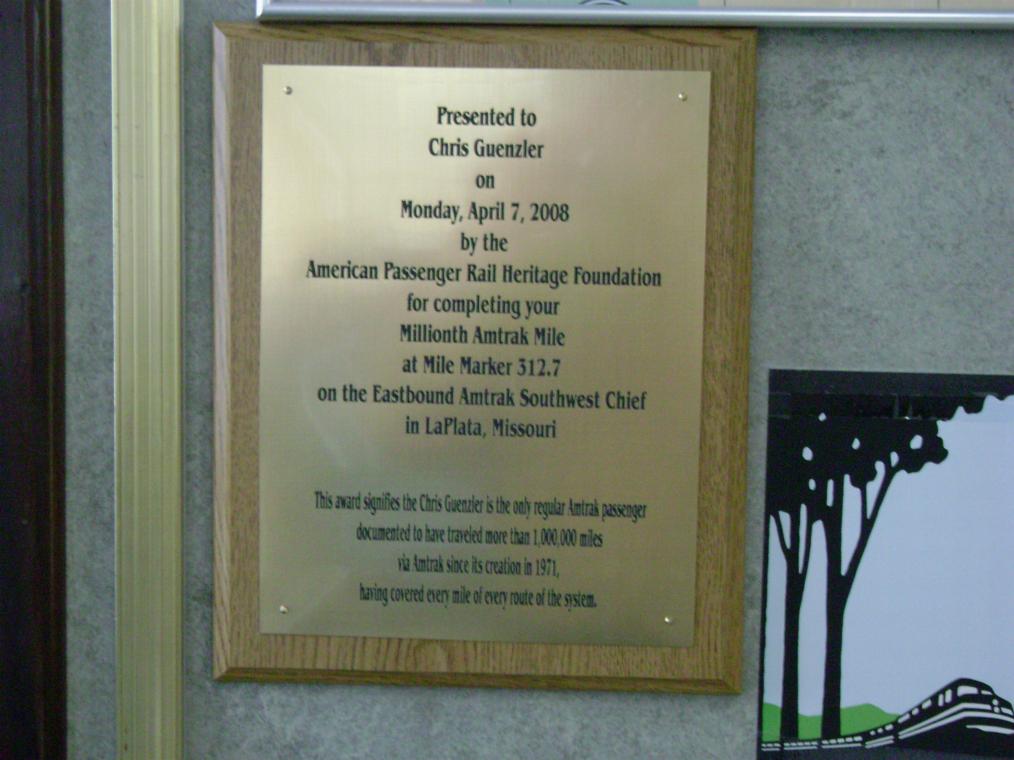 Presented to
Chris Guenzler
on
Monday, April 7, 2008
by the
American Passenger Rail Heritage Foundation
for completing your
Millionth Amtrak Mile
at Mile Marker 312.7
on the Eastbound Amtrak Southwest Chief
in LaPlata, Missouri
This award signifies the Chris Guenzler is the only regular Amtrak passenger
documented to have traveled more than 1,000,000 miles
via Amtrak since its creation in 1971,
having covered every mile of every route of the system.